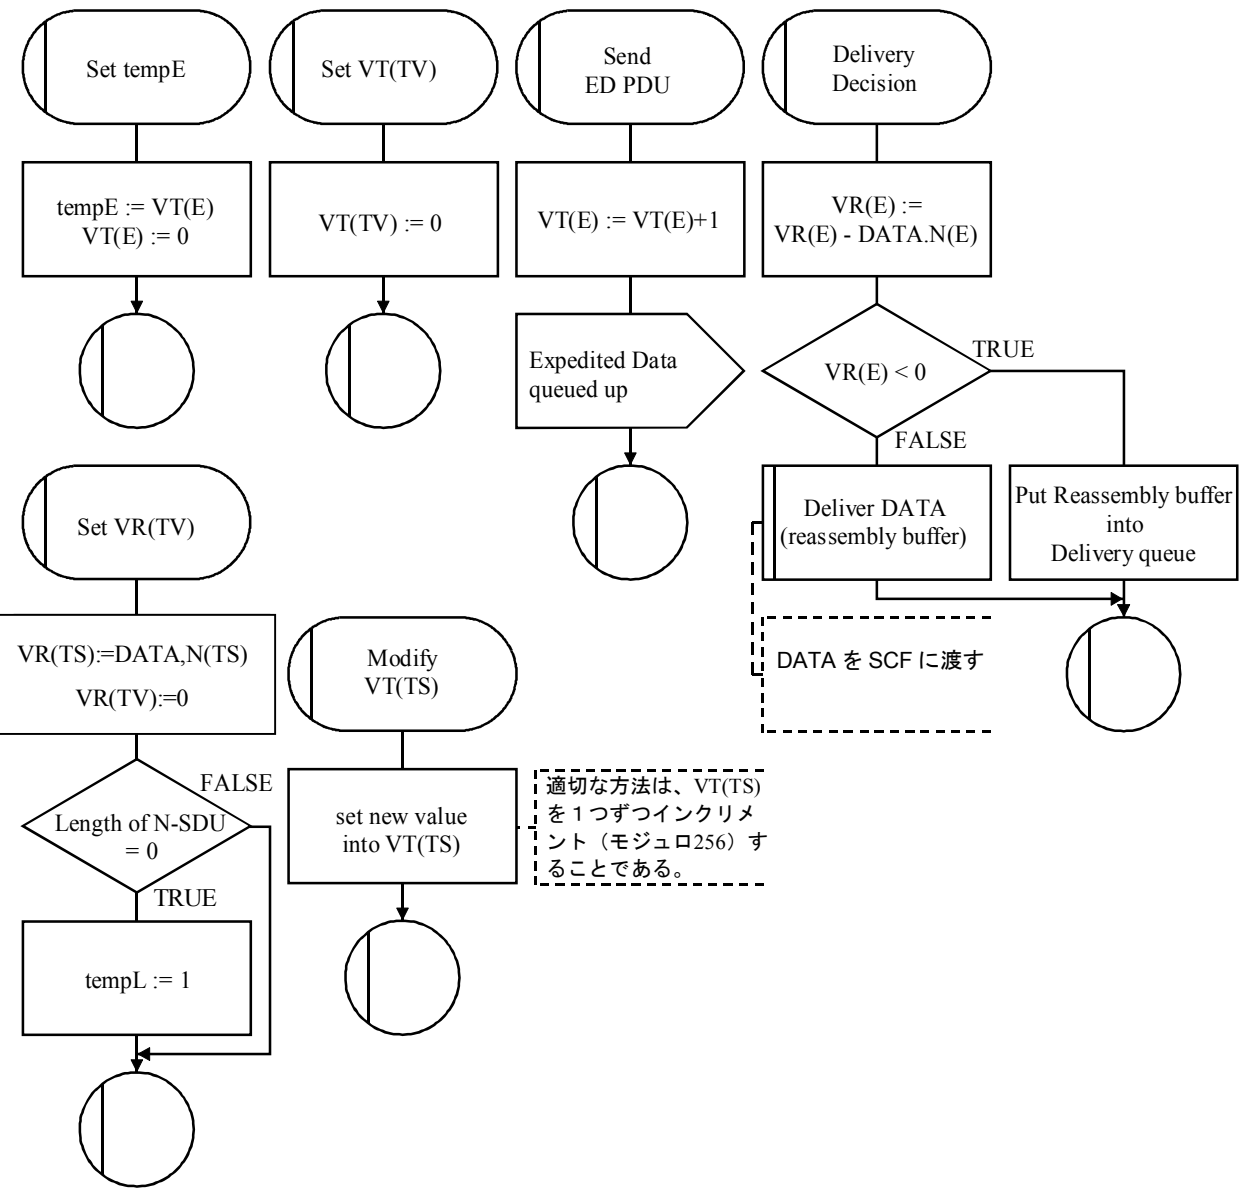 Set tempE
tempE := VT(E)
VT(E) := 0
Set VT(TV)
VT(TV) := 0
Send
ED PDU
VT(E) := VT(E)+1
Expedited Data
queued up
Delivery
Decision
VR(E) :=
VR(E) - DATA.N(E)
VR(E) < 0
TRUE
FALSE
Deliver DATA
(reassembly buffer)
Put Reassembly buffer
into
Delivery queue
DATA を SCF に渡す
Set VR(TV)
VR(TS):=DATA,N(TS)
VR(TV):=0
FALSE
Length of N-SDU
= 0
TRUE
tempL := 1
Modify
VT(TS)
set new value
into VT(TS)
適切な方法は、VT(TS)
を１つずつインクリメ
ント（モジュロ256）す
ることである。